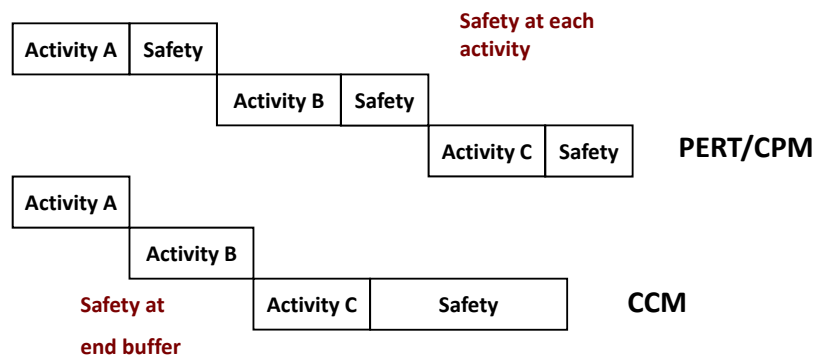 Safety at each
activity
Activity A Safety
Activity B Safety
Activity C Safety
PERT/CPM
Activity A
Activity B
Activity C Safety
CCM
Safety at
end buffer